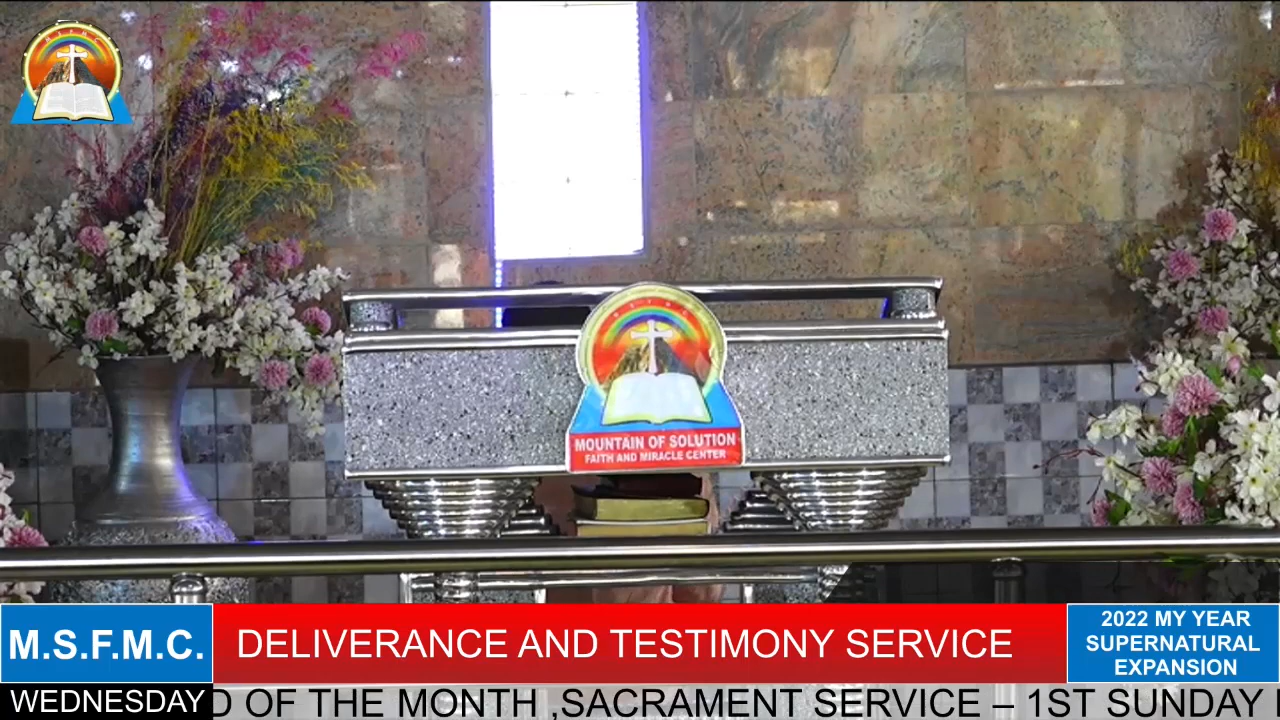 MOUNTAIN OF SOLUTION
FAITH AND MIRACLE CENTER
M.S.F.M.C.
DELIVERANCE AND TESTIMONY SERVICE
2022 MY YEAR
SUPERNATURAL
EXPANSION
WEDNESDAY
D OF THE MONTH ,SACRAMENT SERVICE – 1ST SUNDAY